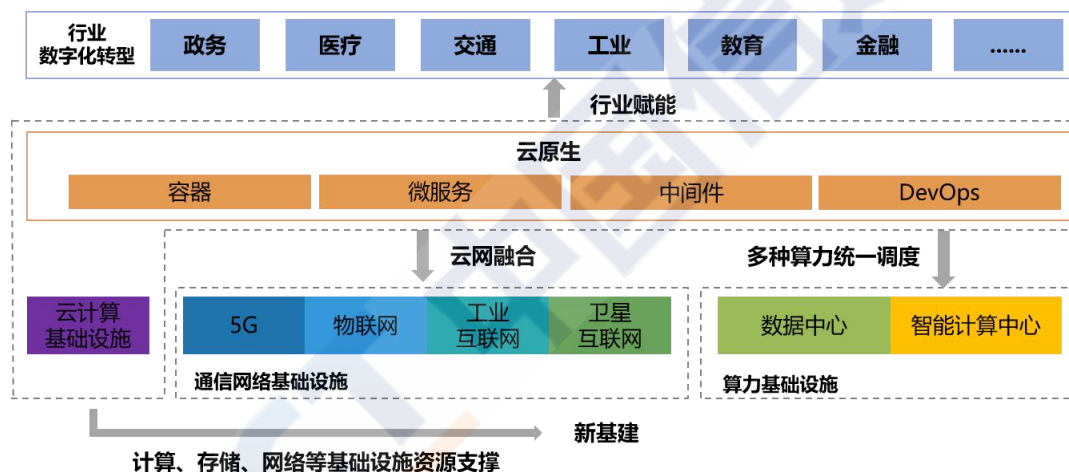 行业
数字化转型
政务
医疗
交通
工业
教育
金融
......
行业赋能
云原生
容器
微服务
中间件
DevOps
云网融合
多种算力统一调度
云计算
基础设施
5G
物联网
工业
互联网
卫星
互联网
数据中心
智能计算中心
通信网络基础设施
算力基础设施
新基建
计算、存储、网络等基础设施资源支撑